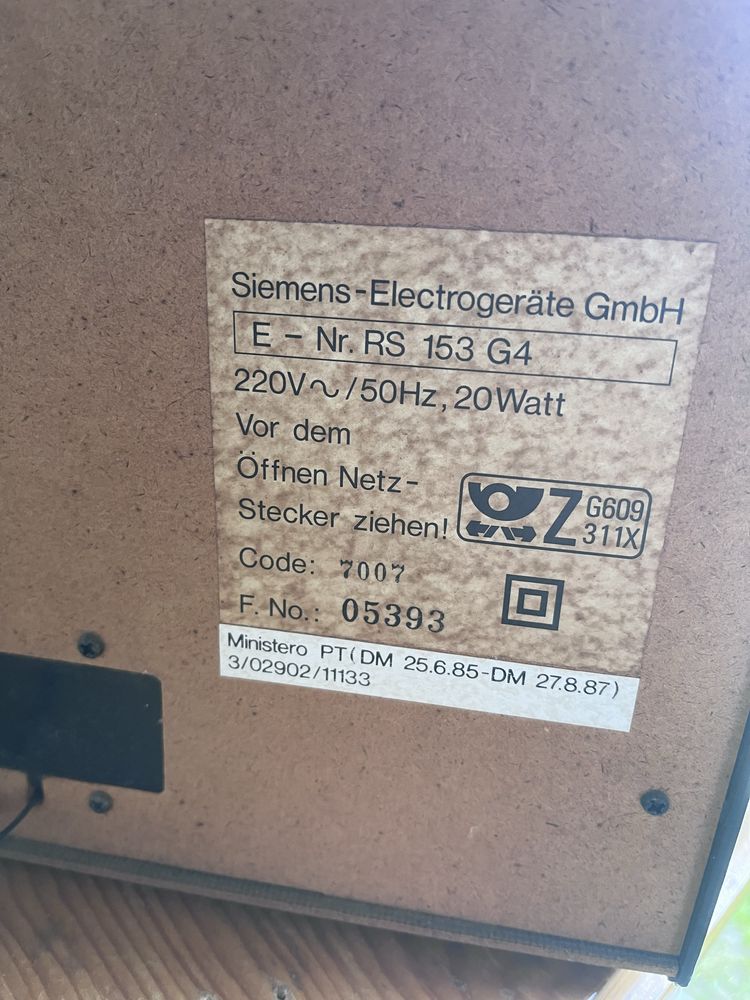 Siemens-Electrogeräte GmbH
E - Nr. RS 153 G4
220V~/50Hz, 20Watt
Vor dem
Öffnen Netz-
Stecker ziehen!
Z G609
311X
Code: 7007
F. No.: 05393
Ministero PT(DM 25.6.85-DM 27.8.87)
3/02902/11133